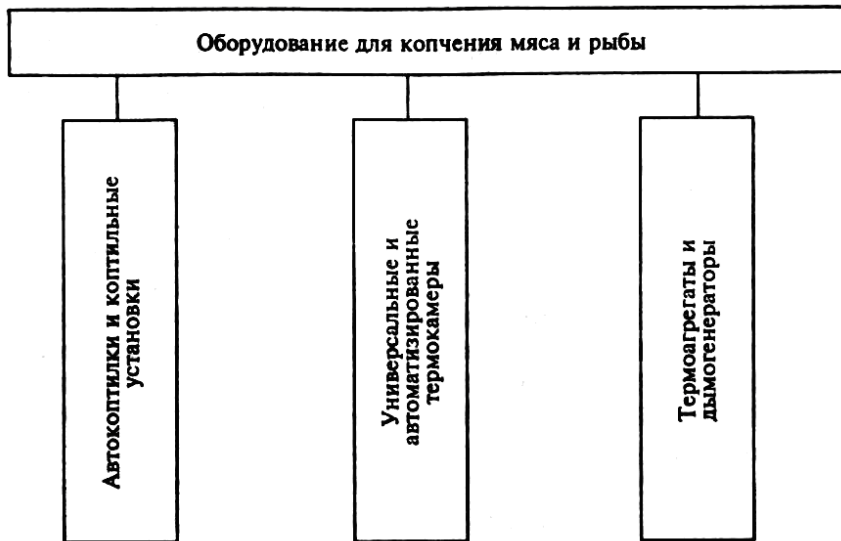 Оборудование для копчения мяса и рыбы
Автокоптилки и коптильные
установки
Универсальные и
автоматизированные
термокамеры
Термоагрегаты и
дымогенераторы